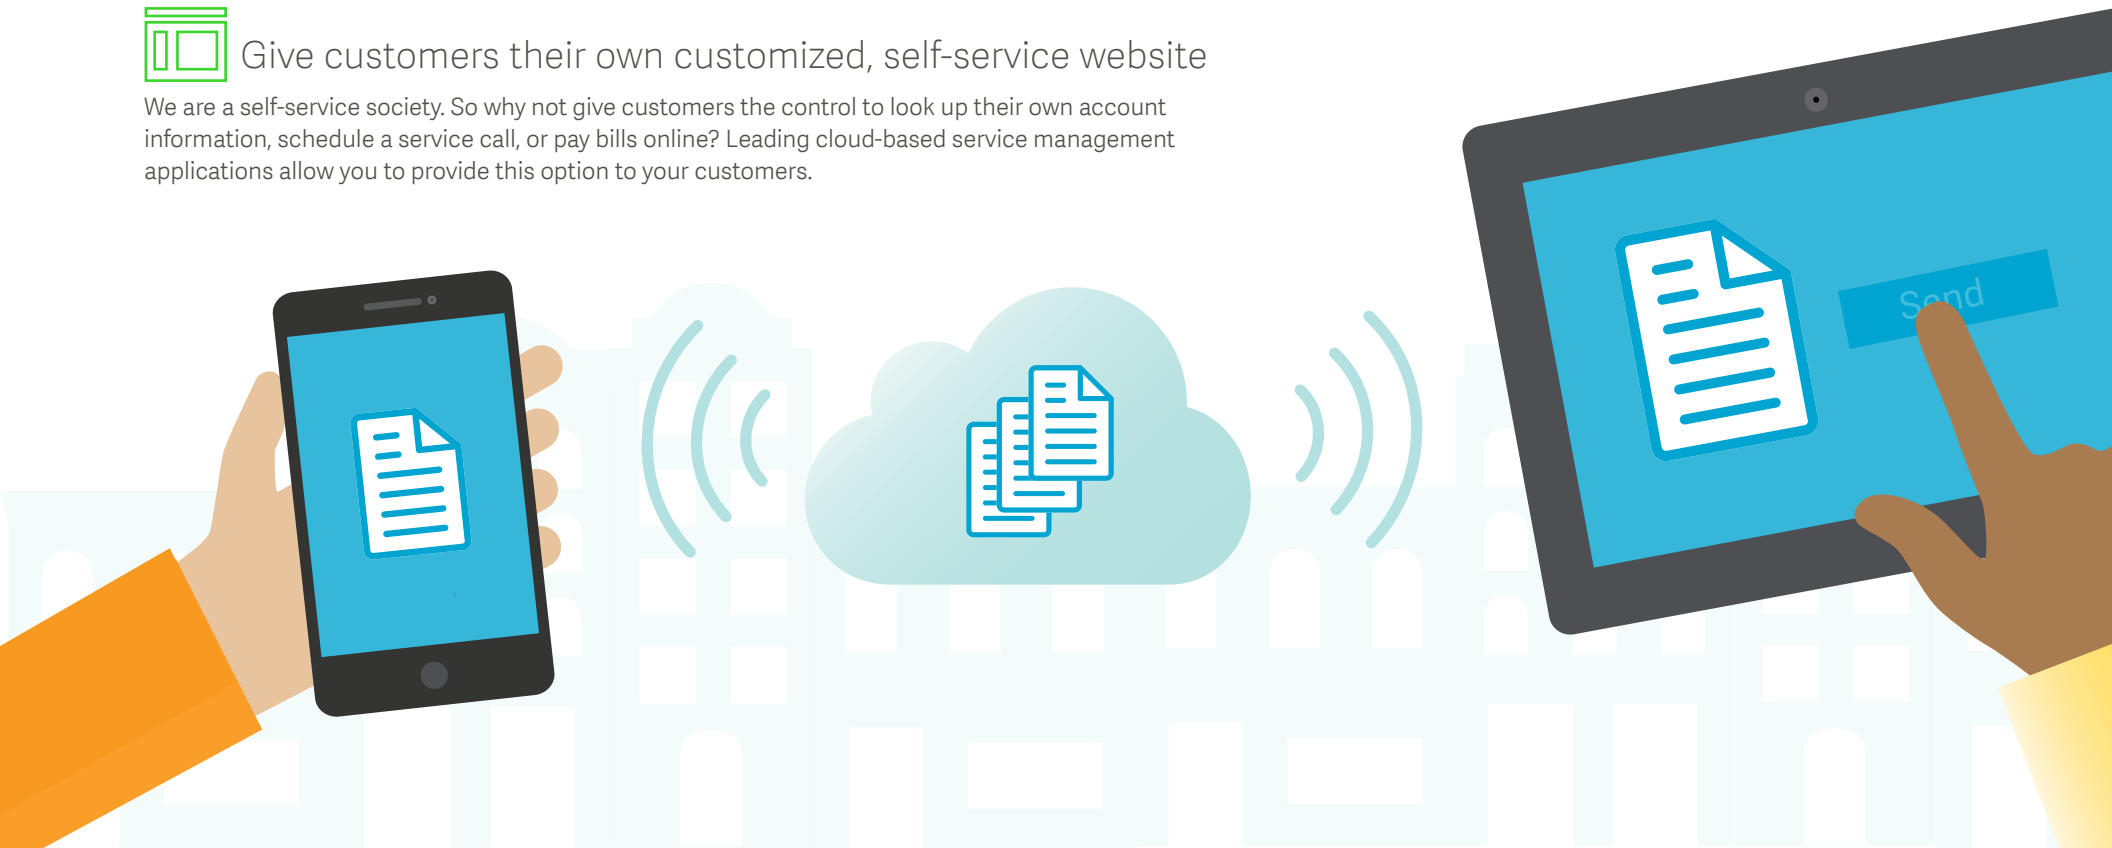 Give customers their own customized, self-service website
We are a self-service society. So why not give customers the control to look up their own account
information, schedule a service call, or pay bills online? Leading cloud-based service management
applications allow you to provide this option to your customers.
Send